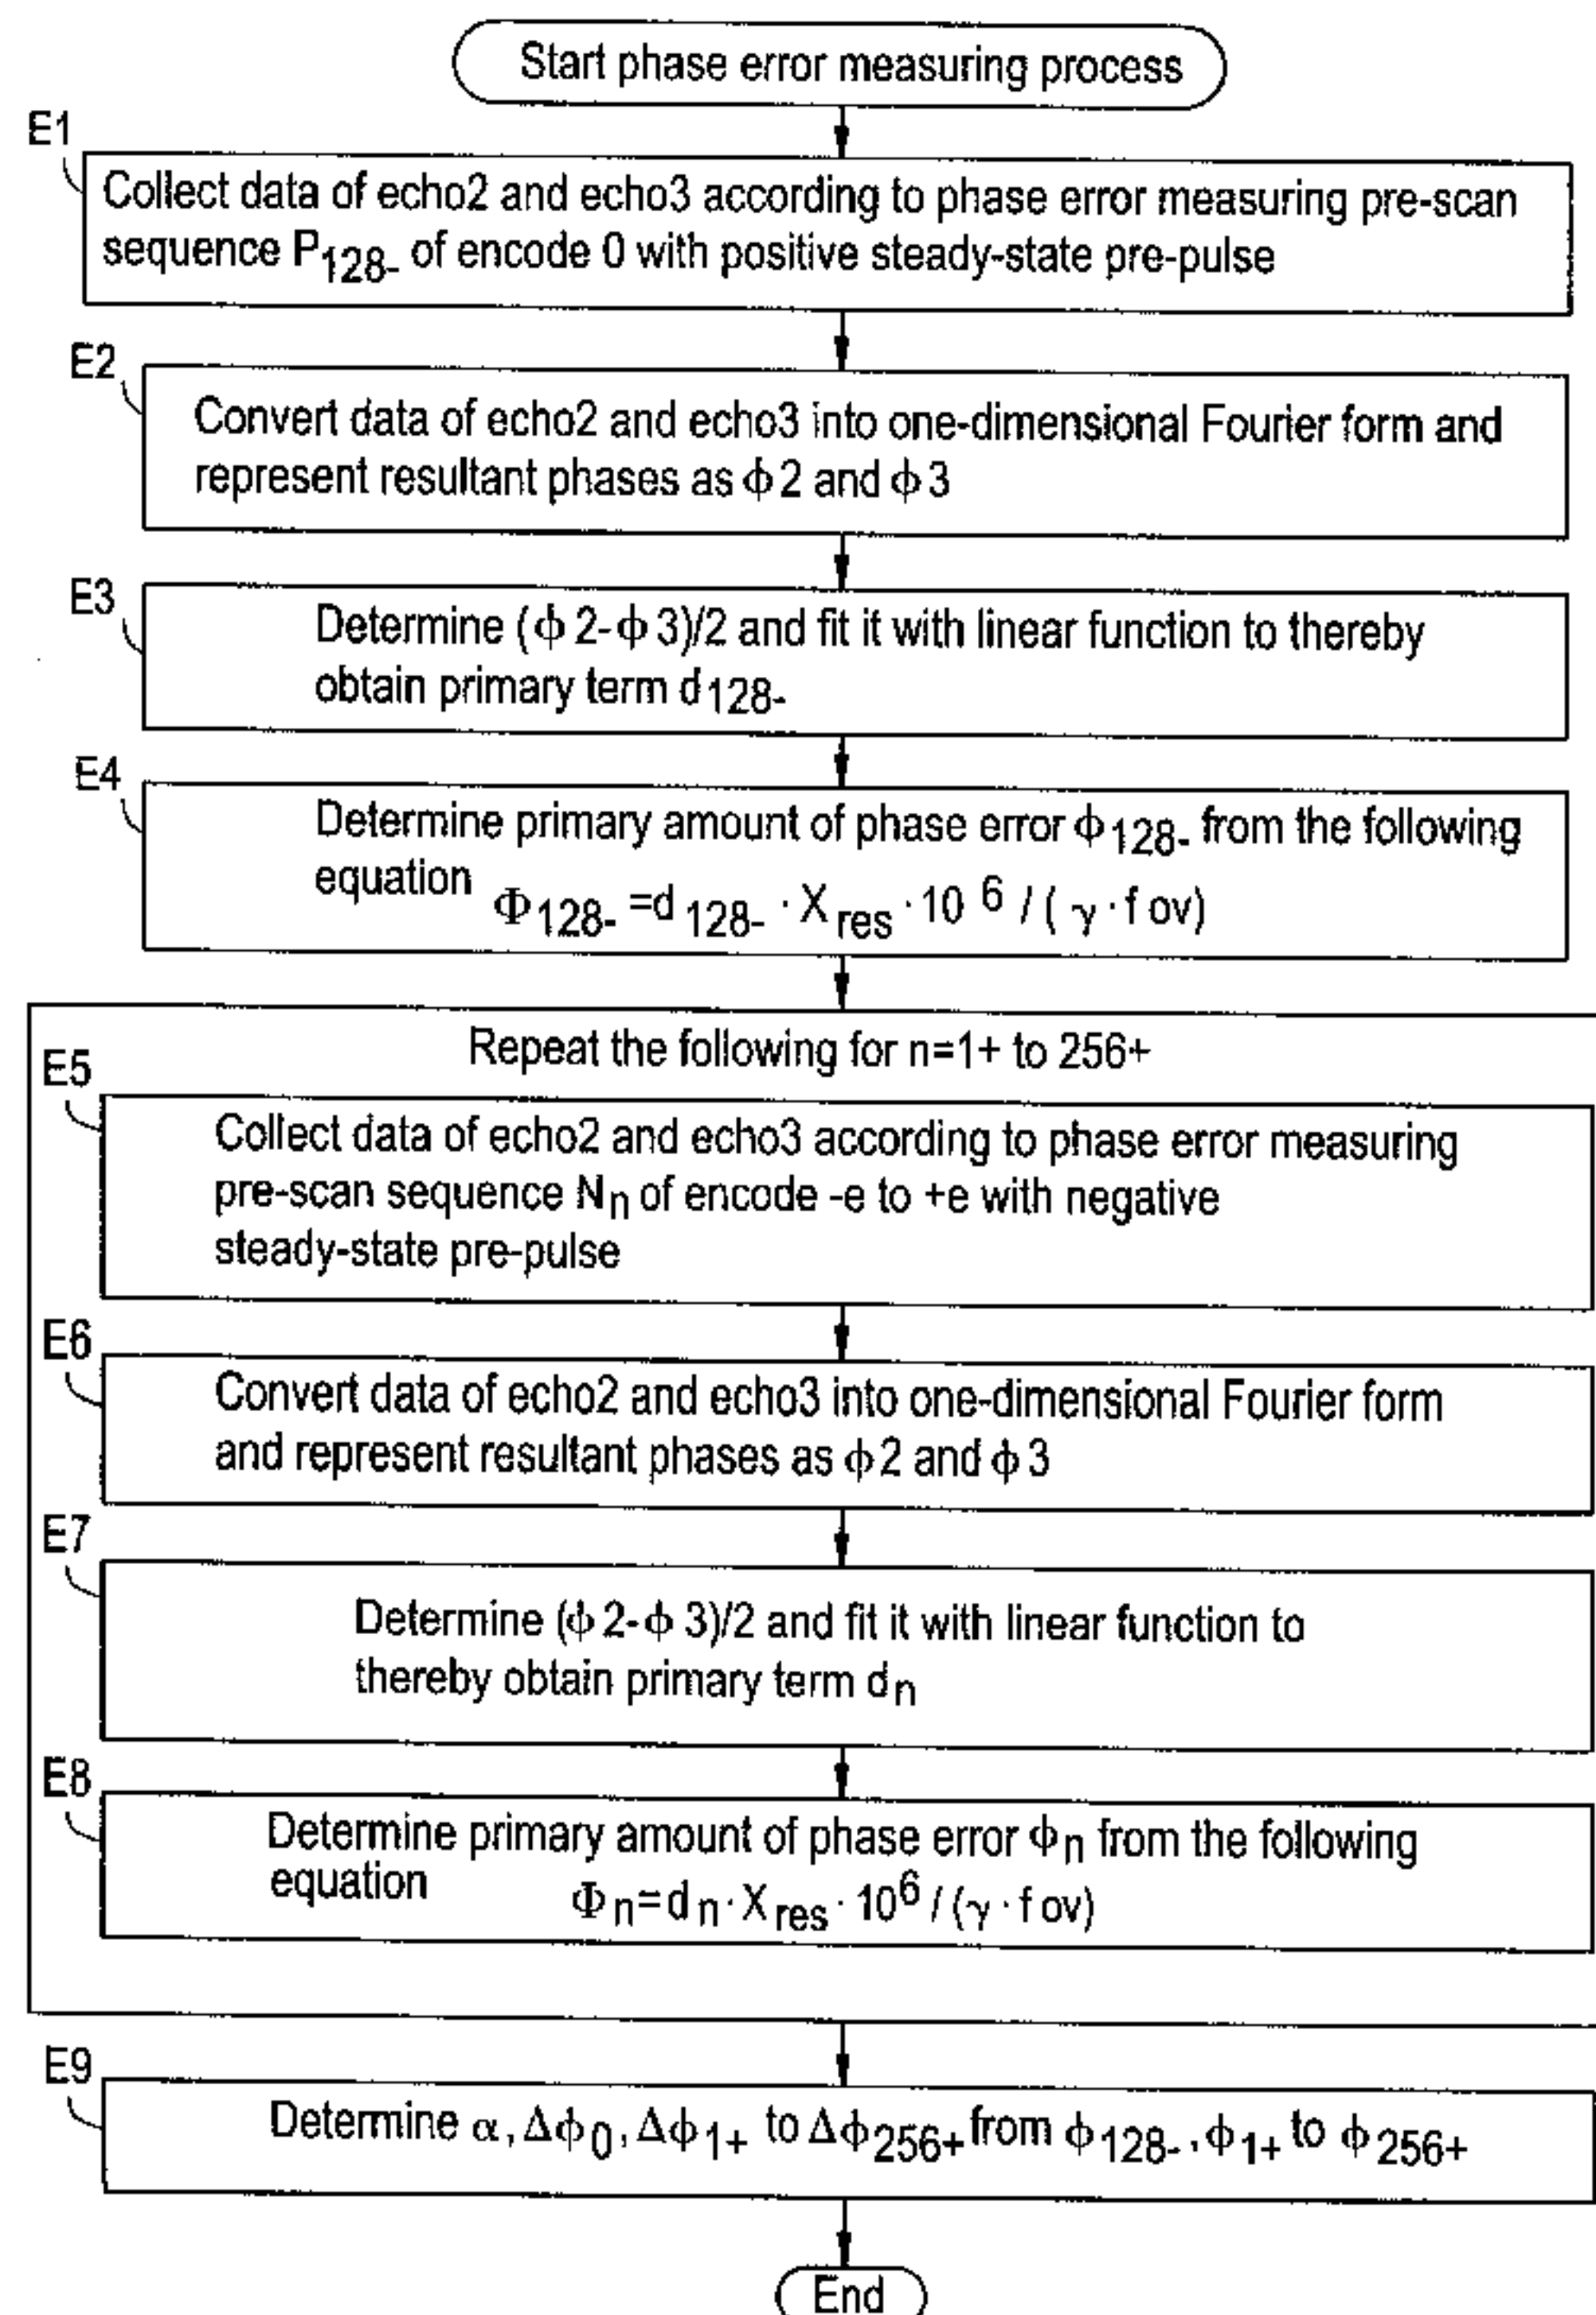 Start phase error measuring process
E1
Collect data of echo2 and echo3 according to phase error measuring pre-scan
sequence P128- of encode 0 with positive steady-state pre-pulse
E2
Convert data of echo2 and echo3 into one-dimensional Fourier form and
represent resultant phases as ϕ2 and ϕ3
E3
Determine (ϕ2-ϕ3)/2 and fit it with linear function to thereby
obtain primary term d128-
E4
Determine primary amount of phase error ϕ128- from the following
equation
Φ128- =d128- · Xres · 10^6 / ( γ · f ov)
Repeat the following for n=1+ to 256+
E5
Collect data of echo2 and echo3 according to phase error measuring
pre-scan sequence Nn of encode -e to +e with negative
steady-state pre-pulse
E6
Convert data of echo2 and echo3 into one-dimensional Fourier form
and represent resultant phases as ϕ2 and ϕ3
E7
Determine (ϕ2-ϕ3)/2 and fit it with linear function to
thereby obtain primary term dn
E8
Determine primary amount of phase error ϕn from the following
equation
Φn=dn · Xres · 10^6 / (γ · f ov)
E9
Determine α, Δϕ0, Δϕ1+ to Δϕ256+ from ϕ128-, ϕ1+ to ϕ256+
End